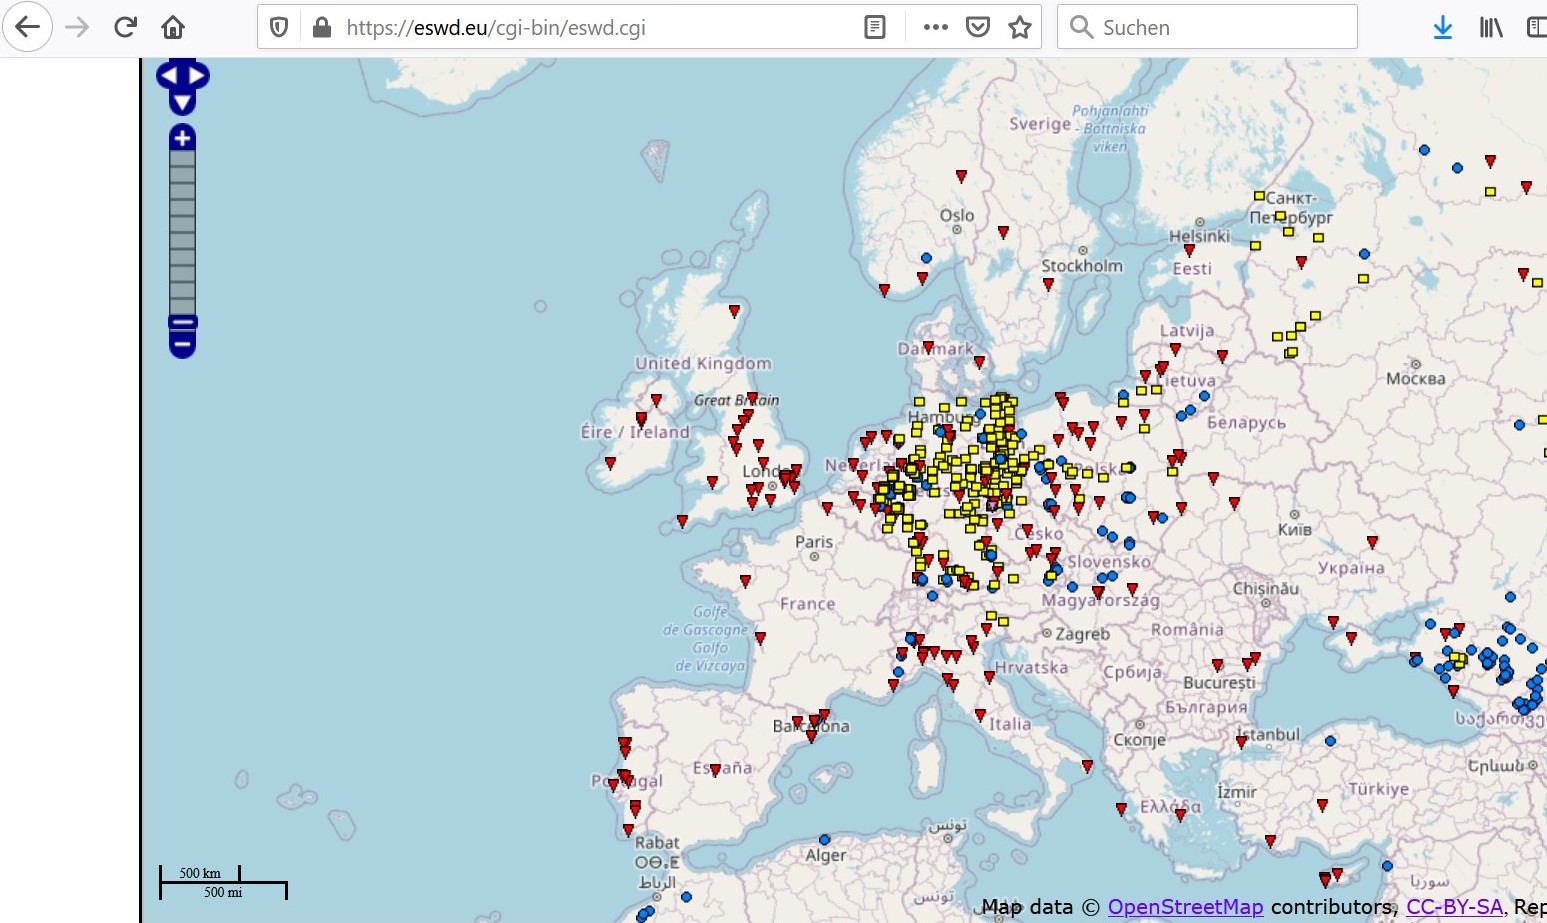 https://eswd.eu/cgi-bin/eswd.cgi
Suchen
Pohjanlahti
- Bottniska
viken
Sverige
Санкт-
Петербург
Oslo
Helsinki
Stockholm
Eesti
Latvija
Danmark
United Kingdom
Москва
Lietuva
Great Britain
Hamburg
Беларусь
Éire / Ireland
Nederland
London
Polska
Київ
Česko
Paris
Slovensko
Україна
Chișinău
Magyarország
France
Golfe
de Gascogne /
Golfo
de Vizcaya
România
Zagreb
Hrvatska
Србија
București
България
საქართველო
Barcelona
Italia
Istanbul
Скопје
España
Portugal
Երևան
İzmir
Türkiye
Ελλάδα
تونس
Rabat
ⵔⴱⴰⵟ
الرباط
Alger
تونس
سوريا
500 km
500 mi
Map data © OpenStreetMap contributors, CC-BY-SA, Rep